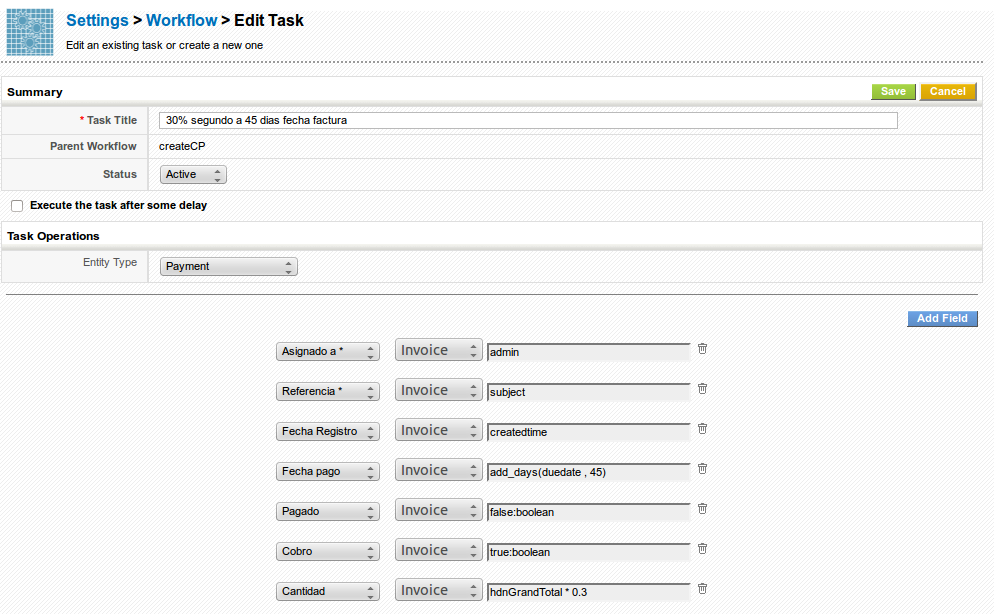 Settings > Workflow > Edit Task
Edit an existing task or create a new one
Summary Save Cancel
* Task Title 30% segundo a 45 dias fecha factura
Parent Workflow createCP
Status Active
Execute the task after some delay
Task Operations
Entity Type Payment
Add Field
Asignado a * Invoice admin
Referencia * Invoice subject
Fecha Registro Invoice createdtime
Fecha pago Invoice add_days(duedate , 45)
Pagado Invoice false:boolean
Cobro Invoice true:boolean
Cantidad Invoice hdnGrandTotal * 0.3